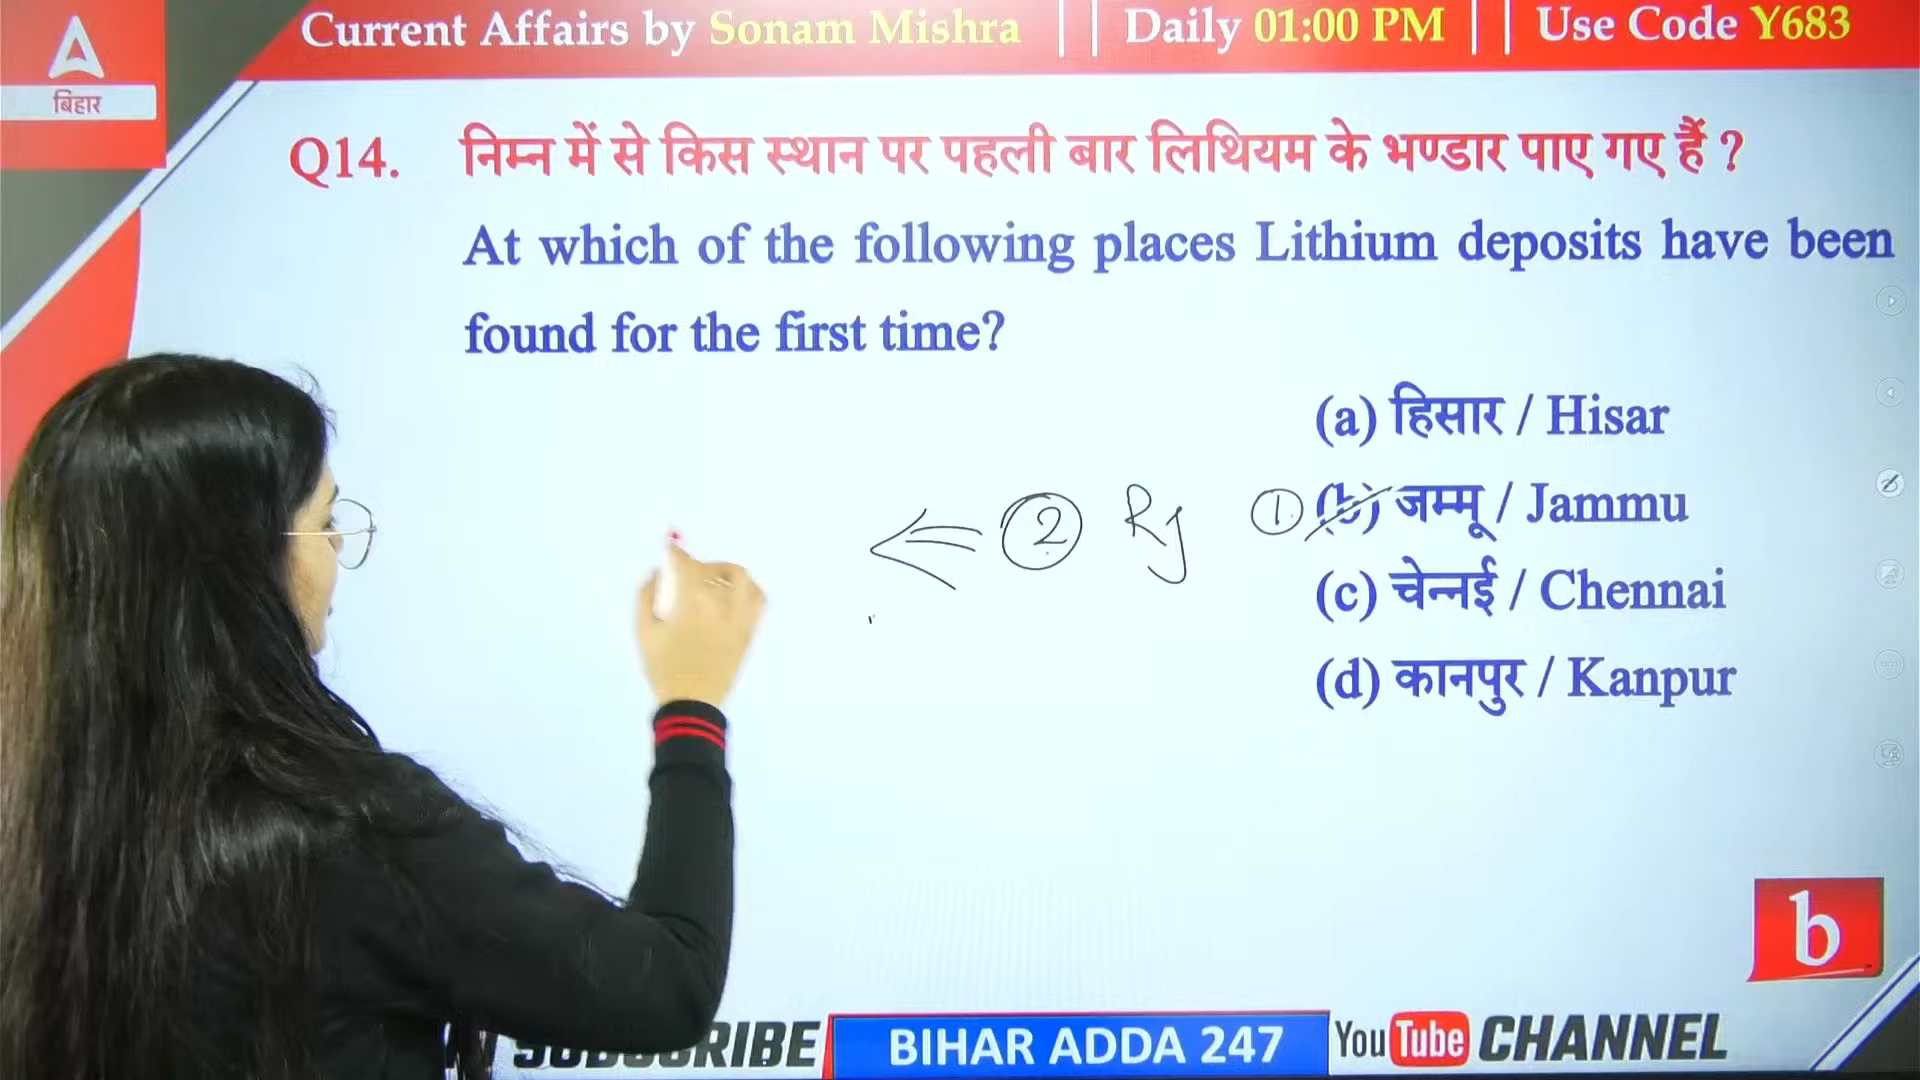 Current Affairs by Sonam Mishra || Daily 01:00 PM || Use Code Y683
बिहार
Q14. निम्न में से किस स्थान पर पहली बार लिथियम के भण्डार पाए गए हैं ?
At which of the following places Lithium deposits have been
found for the first time?
(a) हिसार / Hisar
② Rj ① (b) जम्मू / Jammu
(c) चेन्नई / Chennai
(d) कानपुर / Kanpur
b
BIHAR ADDA 247 YouTube CHANNEL